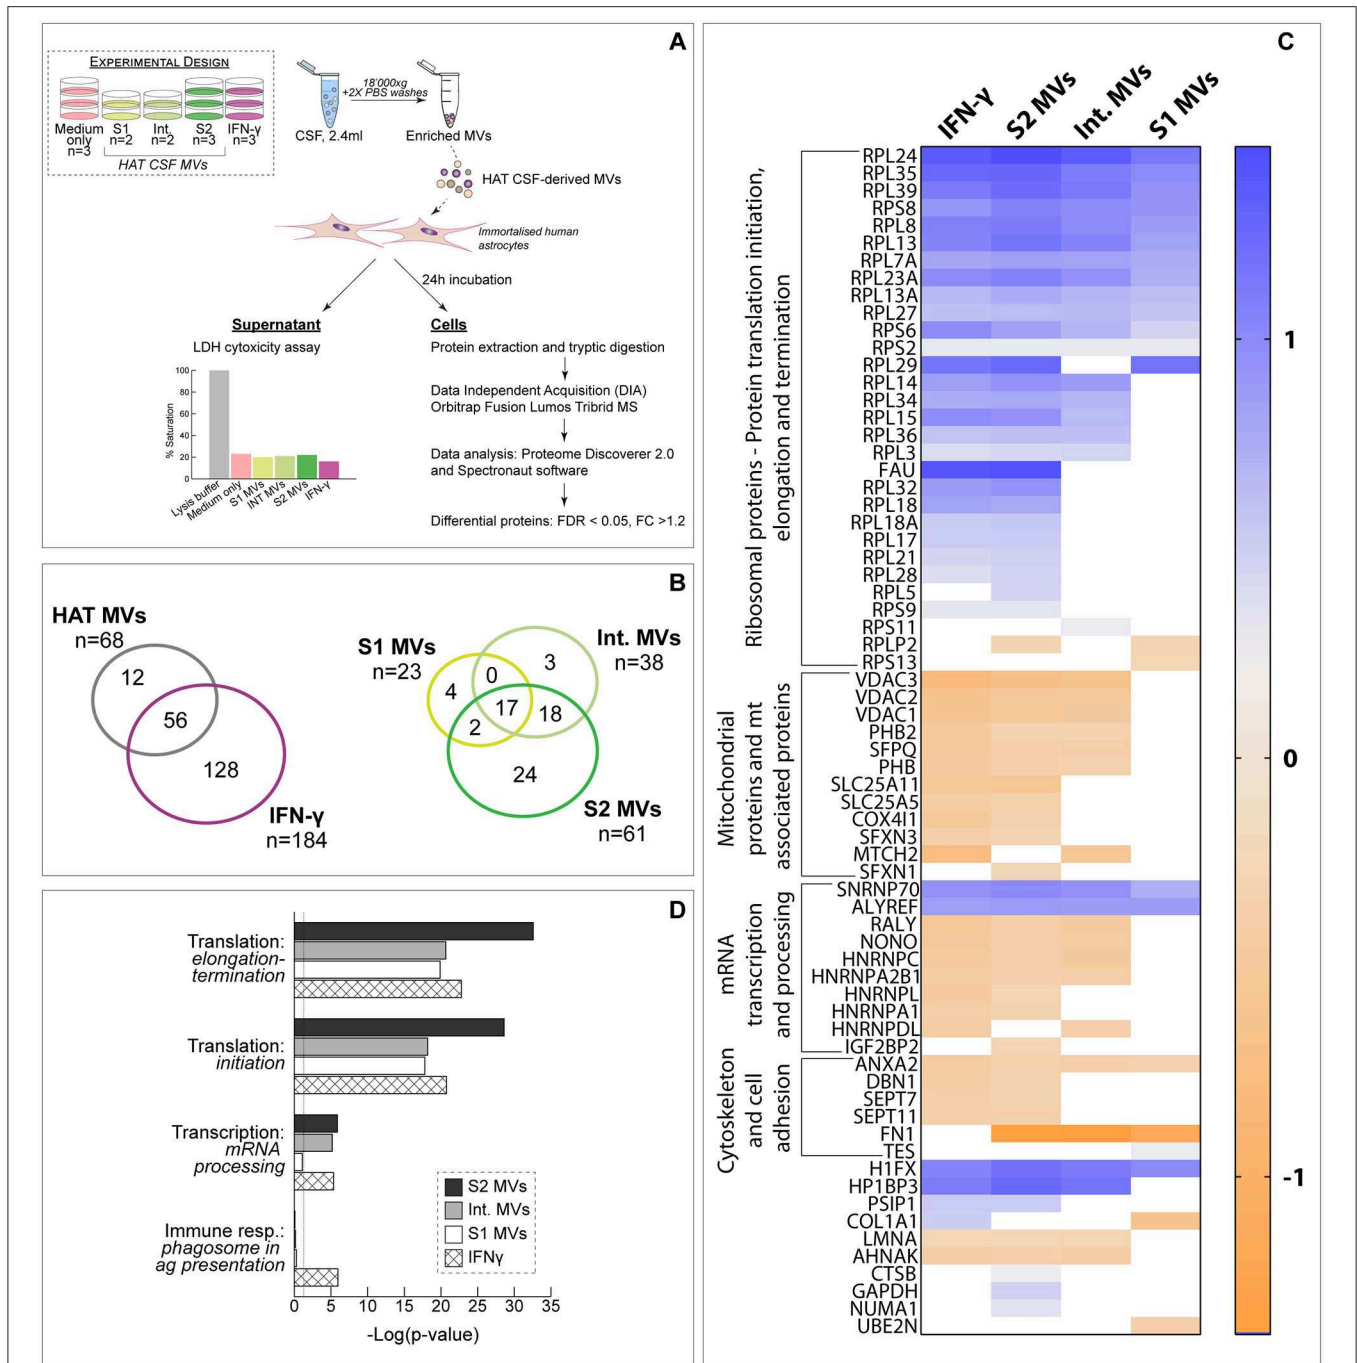 A
EXPERIMENTAL DESIGN
Medium only n=3
S1 n=2
Int. n=2
S2 n=3
IFN-γ n=3
HAT CSF MVs
18'000xg
+2X PBS washes
CSF, 2.4ml
Enriched MVs
HAT CSF-derived MVs
Immortalised human
astrocytes
24h incubation
Supernatant
LDH cytoxicity assay
% Saturation
100
80
60
40
20
0
Lysis buffer
Medium only
S1 MVs
INT MVs
S2 MVs
IFN-γ
Cells
Protein extraction and tryptic digestion
Data Independent Acquisition (DIA)
Orbitrap Fusion Lumos Tribrid MS
Data analysis: Proteome Discoverer 2.0
and Spectronaut software
Differential proteins: FDR < 0.05, FC >1.2
B
HAT MVs
n=68
12
56
128
IFN-γ
n=184
S1 MVs
n=23
Int. MVs
n=38
4
0
3
17
18
2
24
S2 MVs
n=61
D
Translation:
elongation-
termination
Translation:
initiation
Transcription:
mRNA
processing
Immune resp.:
phagosome in
ag presentation
S2 MVs
Int. MVs
S1 MVs
IFNγ
0 5 10 15 20 25 30 35
-Log(p-value)
C
IFN-γ
S2 MVs
Int. MVs
S1 MVs
Ribosomal proteins - Protein translation initiation,
elongation and termination
RPL24
RPL35
RPL39
RPS8
RPL8
RPL13
RPL7A
RPL23A
RPL13A
RPL27
RPS6
RPS2
RPL29
RPL14
RPL34
RPL15
RPL36
RPL3
FAU
RPL32
RPL18
RPL18A
RPL17
RPL21
RPL28
RPL5
RPS9
RPS11
RPLP2
RPS13
Mitochondrial
proteins and mt
associated proteins
VDAC3
VDAC2
VDAC1
PHB2
SFPQ
PHB
SLC25A11
SLC25A5
COX4I1
SFXN3
MTCH2
SFXN1
mRNA
transcription
and processing
SNRNP70
ALYREF
RALY
NONO
HNRNPC
HNRNPA2B1
HNRNPL
HNRNPA1
HNRNPDL
IGF2BP2
Cytoskeleton
and cell
adhesion
ANXA2
DBN1
SEPT7
SEPT11
FN1
TES
H1FX
HP1BP3
PSIP1
COL1A1
LMNA
AHNAK
CTSB
GAPDH
NUMA1
UBE2N
1
0
-1